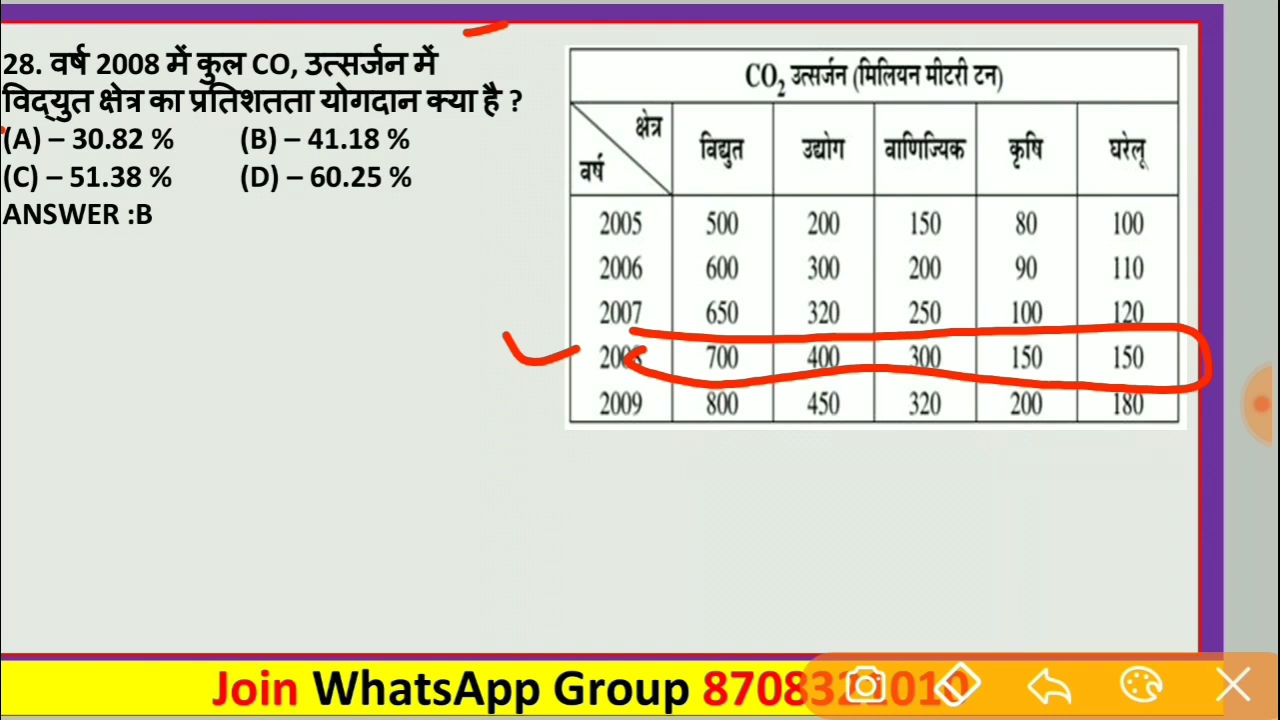 28. वर्ष 2008 में कुल CO, उत्सर्जन में
विद्युत क्षेत्र का प्रतिशतता योगदान क्या है ?
(A) – 30.82 % (B) – 41.18 %
(C) – 51.38 % (D) – 60.25 %
ANSWER :B
CO₂ उत्सर्जन (मिलियन मीटरी टन)
क्षेत्र
वर्ष
विद्युत उद्योग वाणिज्यिक कृषि घरेलू
2005 500 200 150 80 100
2006 600 300 200 90 110
2007 650 320 250 100 120
2008 700 400 300 150 150
2009 800 450 320 200 180
Join WhatsApp Group